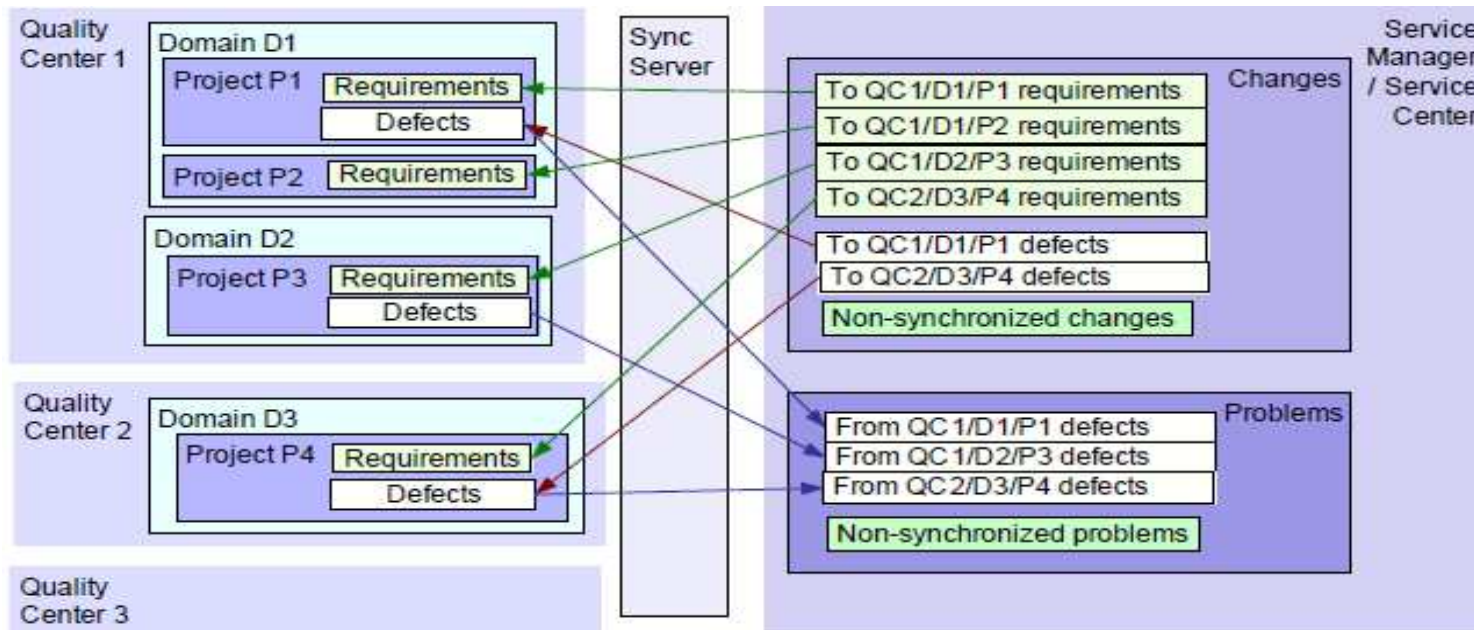 Quality
Center 1
Domain D1
Project P1
Requirements
Defects
Project P2
Requirements
Domain D2
Project P3
Requirements
Defects
Quality
Center 2
Domain D3
Project P4
Requirements
Defects
Quality
Center 3
Sync
Server
Service
Manager
/ Service
Center
Changes
To QC1/D1/P1 requirements
To QC1/D1/P2 requirements
To QC1/D2/P3 requirements
To QC2/D3/P4 requirements
To QC1/D1/P1 defects
To QC2/D3/P4 defects
Non-synchronized changes
Problems
From QC1/D1/P1 defects
From QC1/D2/P3 defects
From QC2/D3/P4 defects
Non-synchronized problems